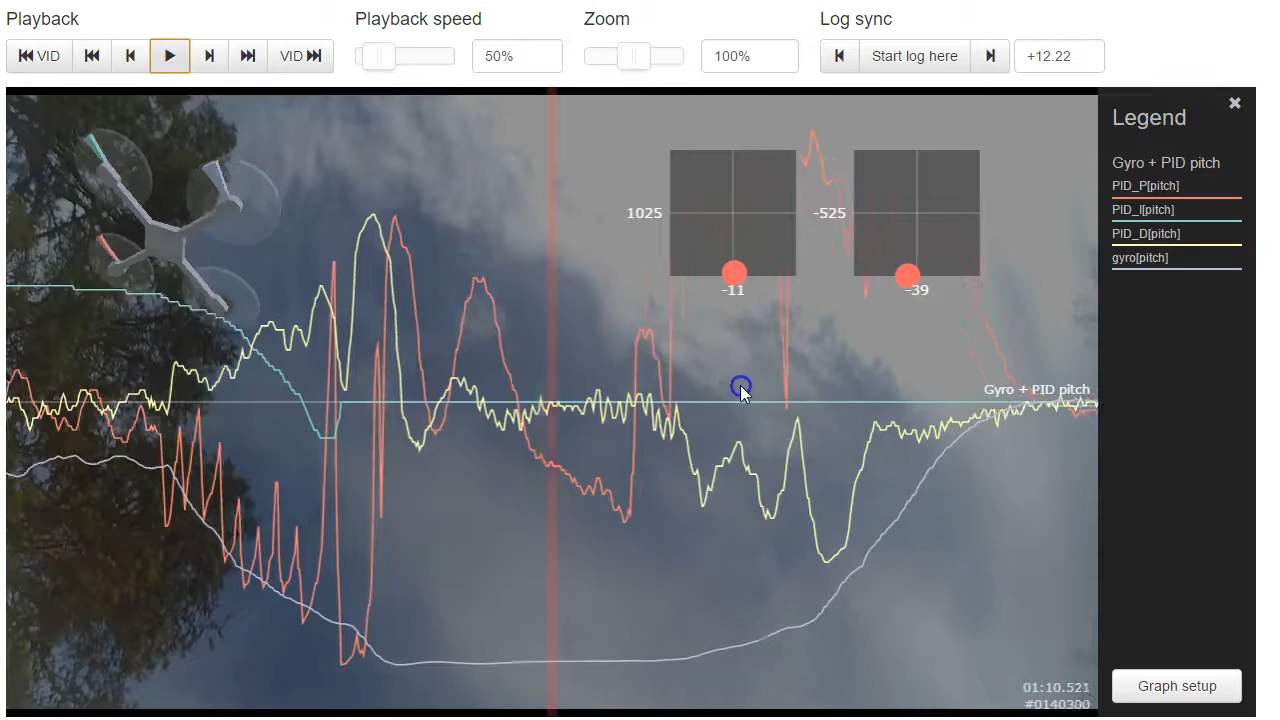 Playback
Playback speed
Zoom
Log sync
VID
VID
50%
100%
Start log here
+12.22
Legend
Gyro + PID pitch
PID_P[pitch]
PID_I[pitch]
PID_D[pitch]
gyro[pitch]
1025
-525
-11
-39
Gyro + PID pitch
01:10.521
#0140300
Graph setup